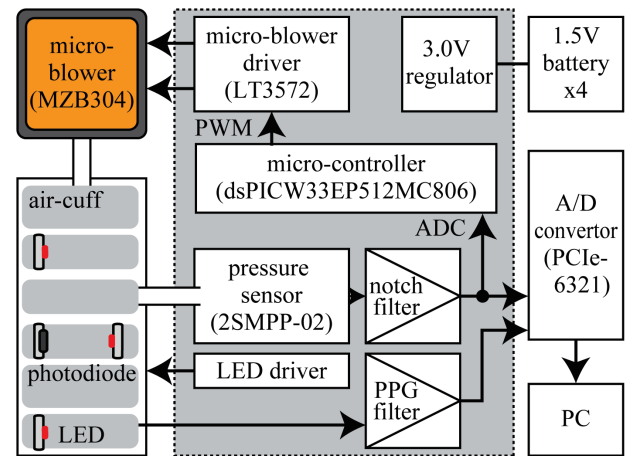 micro-
blower
(MZB304)
micro-blower
driver
(LT3572)
3.0V
regulator
1.5V
battery
x4
PWM
micro-controller
(dsPICW33EP512MC806)
air-cuff
ADC
A/D
convertor
(PCIe-
6321)
pressure
sensor
(2SMPP-02)
notch
filter
photodiode
LED driver
PPG
filter
LED
PC